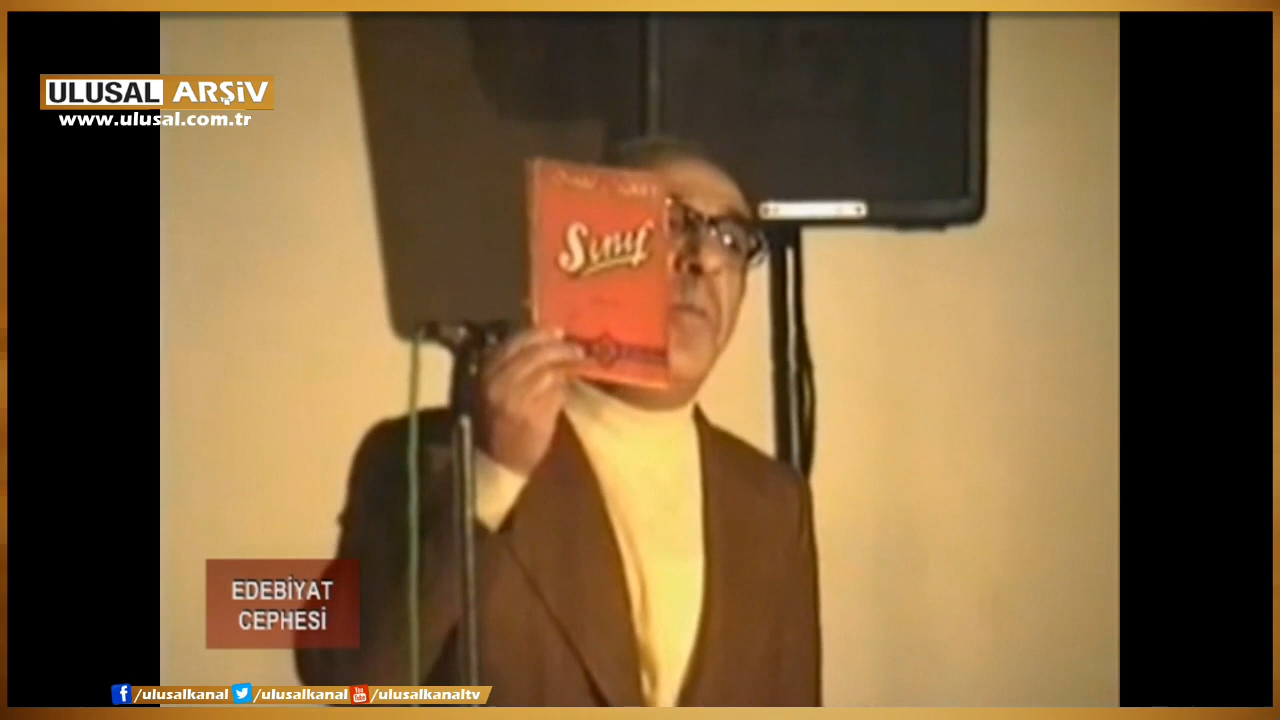 ULUSAL ARŞİV
www.ulusal.com.tr
Sınıf
EDEBİYAT
CEPHESİ
/ulusalkanal /ulusalkanal /ulusalkanaltv